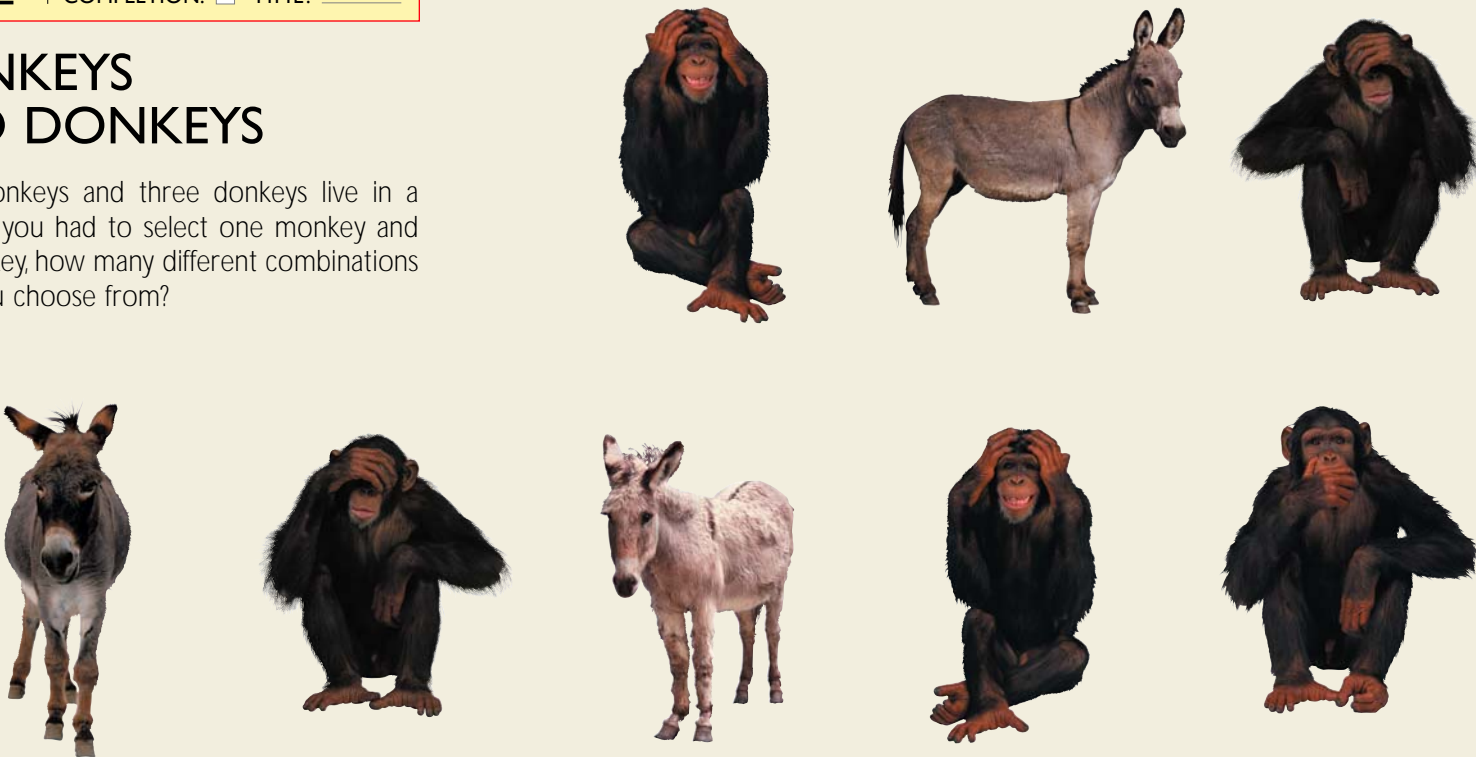 COMPLETION: TIME:
NKEYS
DONKEYS
onkeys and three donkeys live in a
you had to select one monkey and
ey, how many different combinations
u choose from?